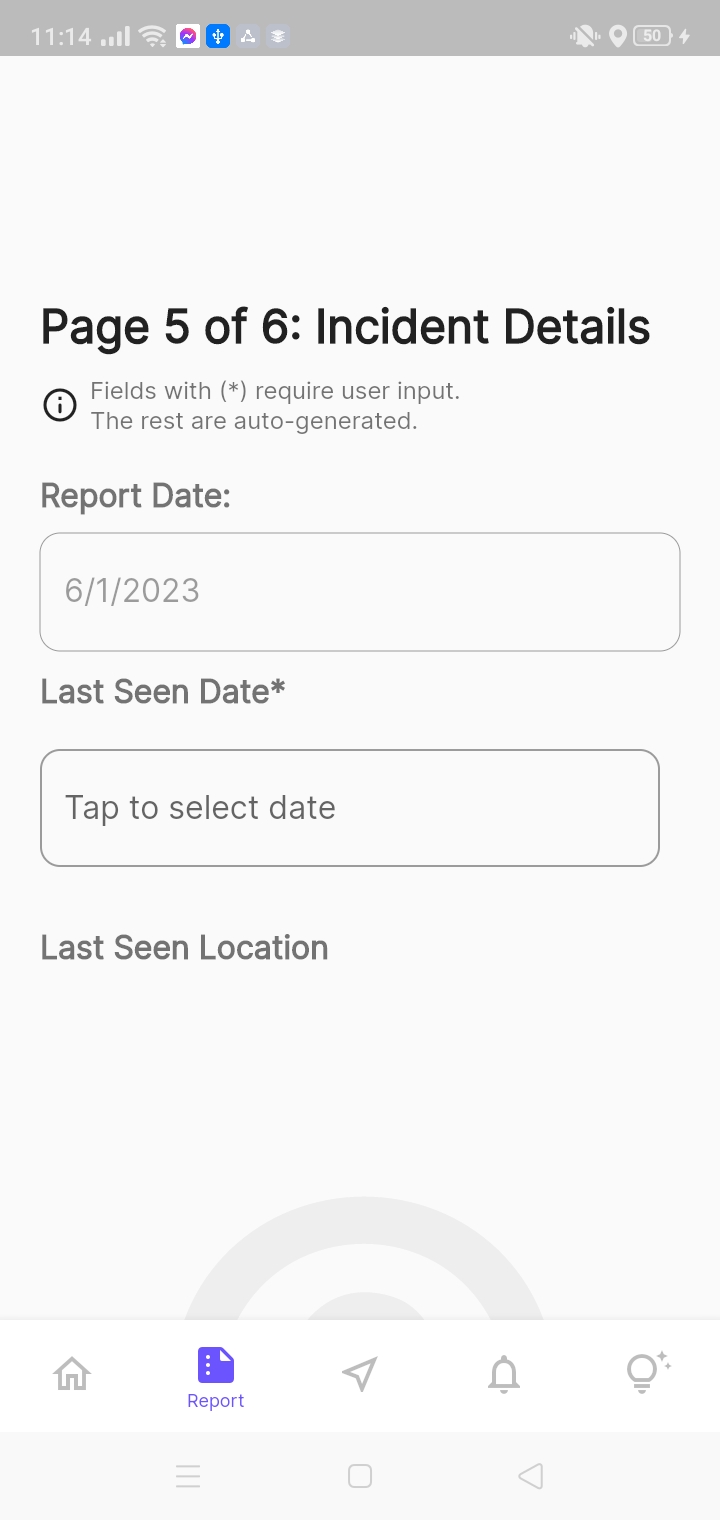 11:14
50
Page 5 of 6: Incident Details
Fields with (*) require user input.
The rest are auto-generated.
Report Date:
6/1/2023
Last Seen Date*
Tap to select date
Last Seen Location
Report